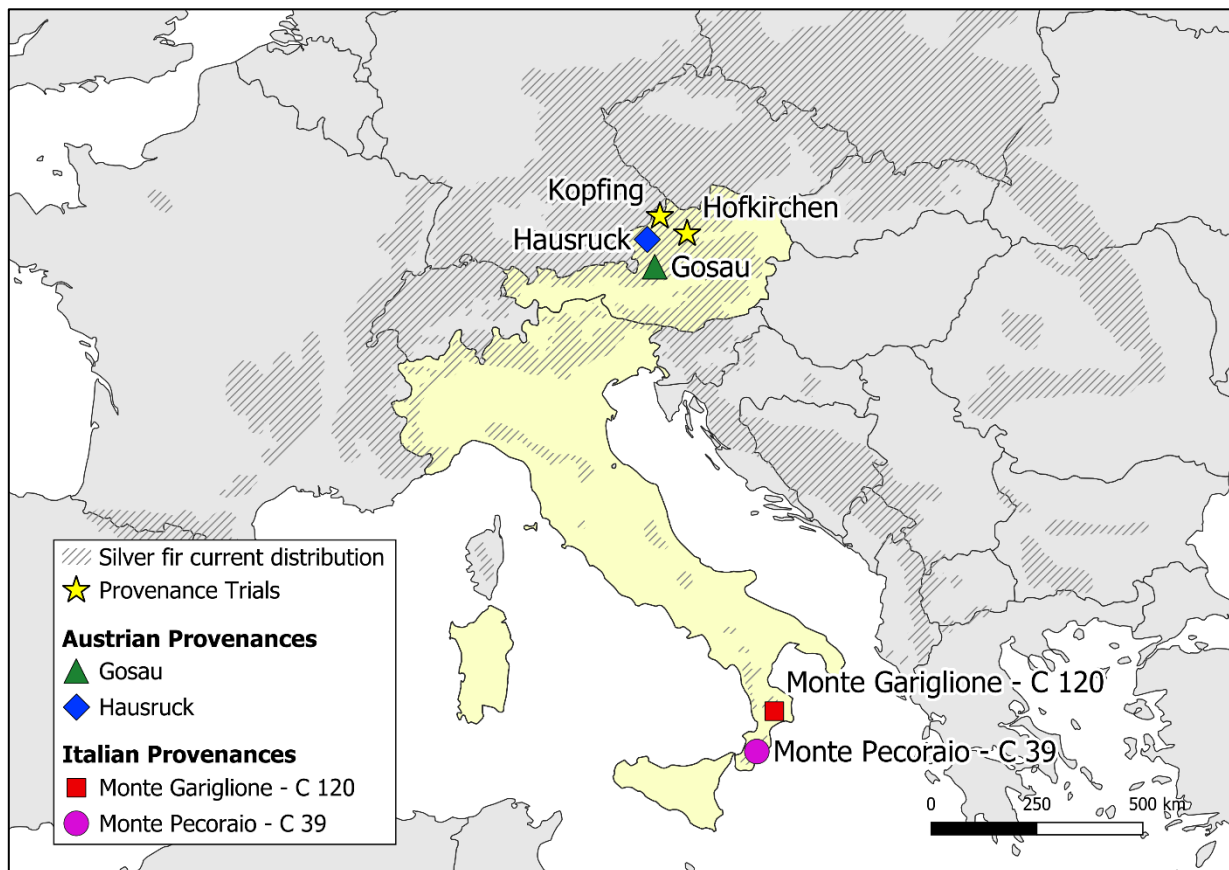 Kopfing
Hofkirchen
Hausruck
Gosau
Silver fir current distribution
Provenance Trials
Austrian Provenances
Gosau
Hausruck
Italian Provenances
Monte Gariglione - C 120
Monte Pecoraio - C 39
Monte Gariglione - C 120
Monte Pecoraio - C 39
0 250 500 km